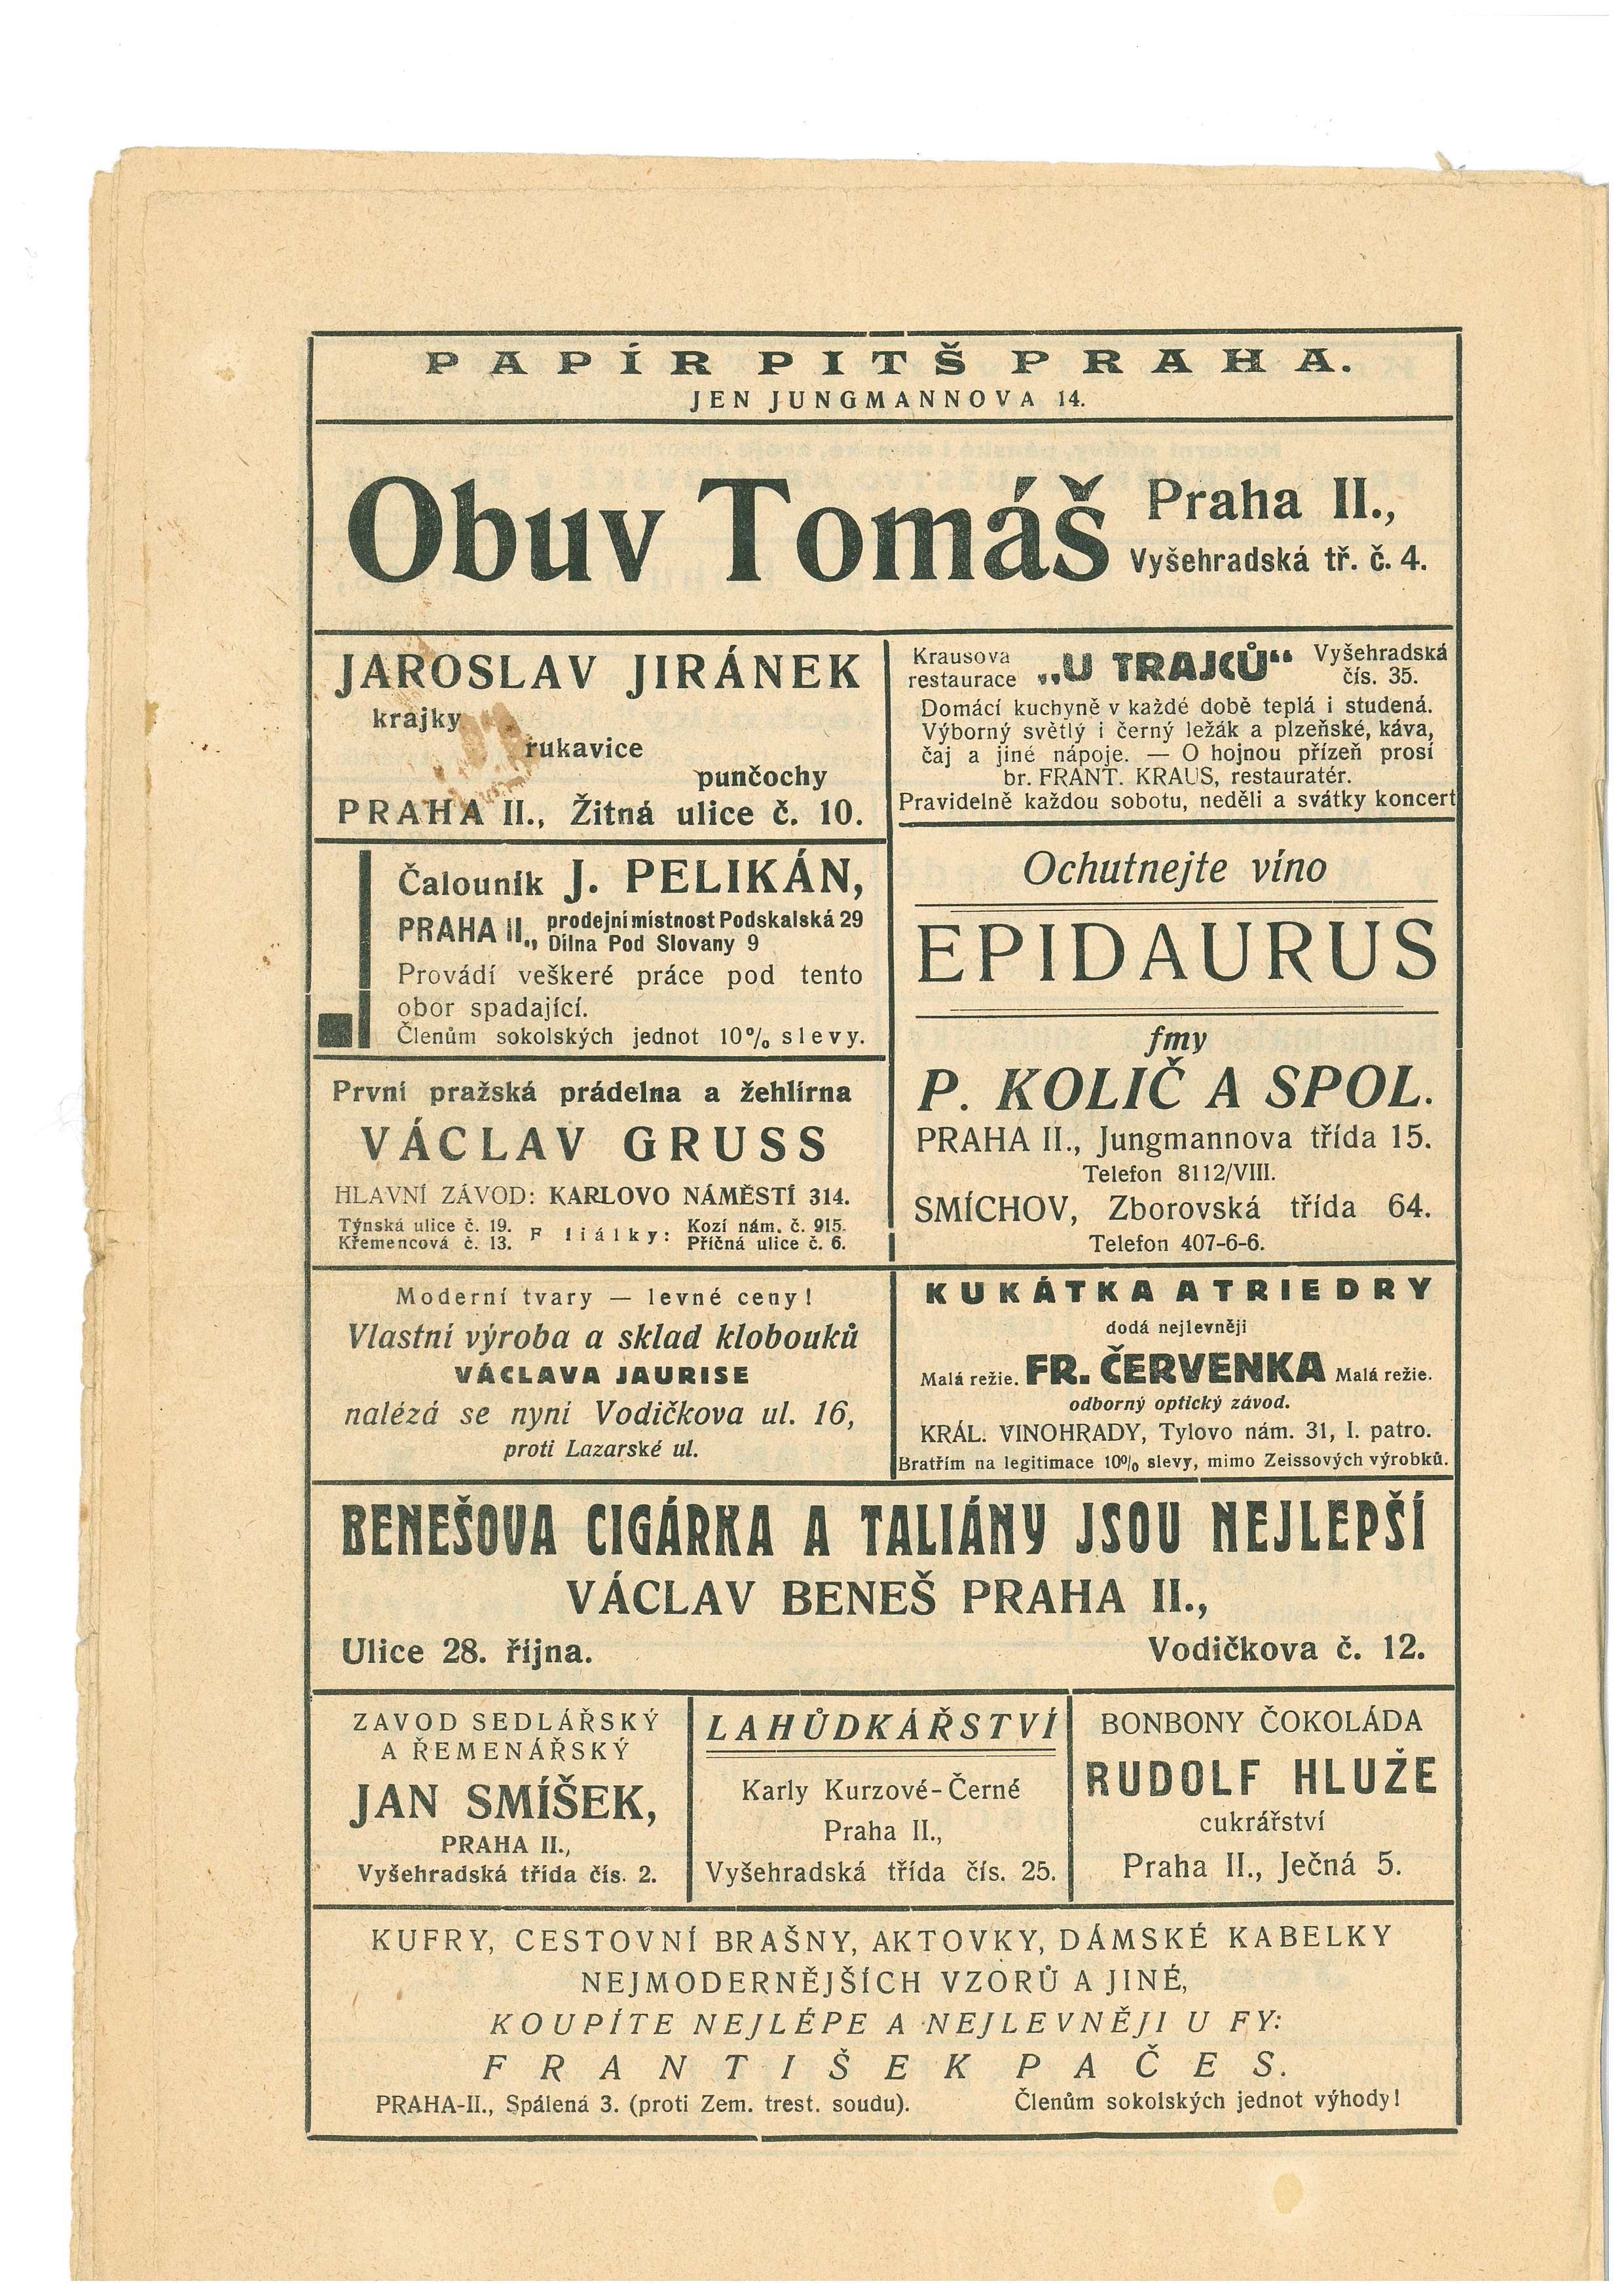 PAPÍR PITŠ PRAHA.
JEN JUNGMANNOVA 14.
Obuv Tomáš
Praha II.,
Vyšehradská tř. č. 4.
JAROSLAV JIRÁNEK
krajky
rukavice
punčochy
PRAHA II., Žitná ulice č. 10.
Krausova
restaurace
„U TRAJCŮ“
Vyšehradská
čís. 35.
Domácí kuchyně v každé době teplá i studená.
Výborný světlý i černý ležák a plzeňské, káva,
čaj a jiné nápoje. — O hojnou přízeň prosí
br. FRANT. KRAUS, restauratér.
Pravidelně každou sobotu, neděli a svátky koncert
Čalouník J. PELIKÁN,
PRAHA II.,
prodejní místnost Podskalská 29
Dílna Pod Slovany 9
Provádí veškeré práce pod tento
obor spadající.
Členům sokolských jednot 10% slevy.
Ochutnejte víno
EPIDAURUS
fmy
P. KOLIČ A SPOL.
PRAHA II., Jungmannova třída 15.
Telefon 8112/VIII.
SMÍCHOV, Zborovská třída 64.
Telefon 407-6-6.
První pražská prádelna a žehlírna
VÁCLAV GRUSS
HLAVNÍ ZÁVOD: KARLOVO NÁMĚSTÍ 314.
Týnská ulice č. 19.
Křemencová č. 13.
F liálky:
Kozí nám. č. 915.
Příčná ulice č. 6.
Moderní tvary — levné ceny!
Vlastní výroba a sklad klobouků
VÁCLAVA JAURISE
nalézá se nyní Vodičkova ul. 16,
proti Lazarské ul.
KUKÁTKA A TRIEDRY
dodá nejlevněji
Malá režie. FR. ČERVENKA Malá režie.
odborný optický závod.
KRÁL. VINOHRADY, Tylovo nám. 31, I. patro.
Bratřím na legitimace 10% slevy, mimo Zeissových výrobků.
BENEŠOVA CIGÁRKA A TALIÁNY JSOU NEJLEPŠÍ
VÁCLAV BENEŠ PRAHA II.,
Ulice 28. října. Vodičkova č. 12.
ZAVOD SEDLÁŘSKÝ
A ŘEMENÁŘSKÝ
JAN SMÍŠEK,
PRAHA II.,
Vyšehradská třída čís. 2.
LAHŮDKÁŘSTVÍ
Karly Kurzové-Černé
Praha II.,
Vyšehradská třída čís. 25.
BONBONY ČOKOLÁDA
RUDOLF HLUŽE
cukrářství
Praha II., Ječná 5.
KUFRY, CESTOVNÍ BRAŠNY, AKTOVKY, DÁMSKÉ KABELKY
NEJMODERNĚJŠÍCH VZORŮ A JINÉ,
KOUPÍTE NEJLÉPE A NEJLEVNĚJI U FY:
FRANTIŠEK PAČES.
PRAHA-II., Spálená 3. (proti Zem. trest. soudu). Členům sokolských jednot výhody!